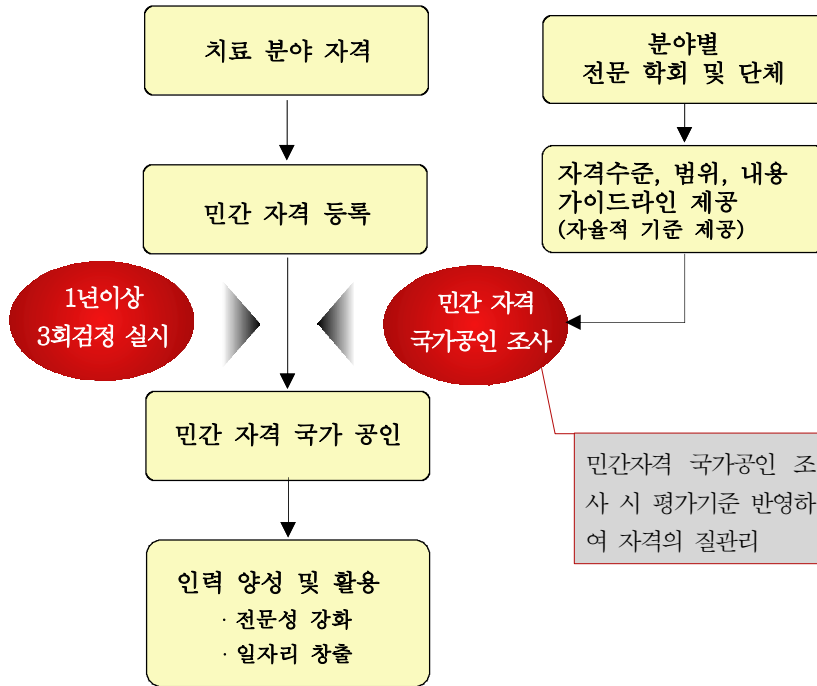 치료 분야 자격
분야별
전문 학회 및 단체
민간 자격 등록
자격수준, 범위, 내용
가이드라인 제공
(자율적 기준 제공)
1년이상
3회검정 실시
민간 자격
국가공인 조사
민간 자격 국가 공인
민간자격 국가공인 조
사 시 평가기준 반영하
여 자격의 질관리
인력 양성 및 활용
· 전문성 강화
· 일자리 창출